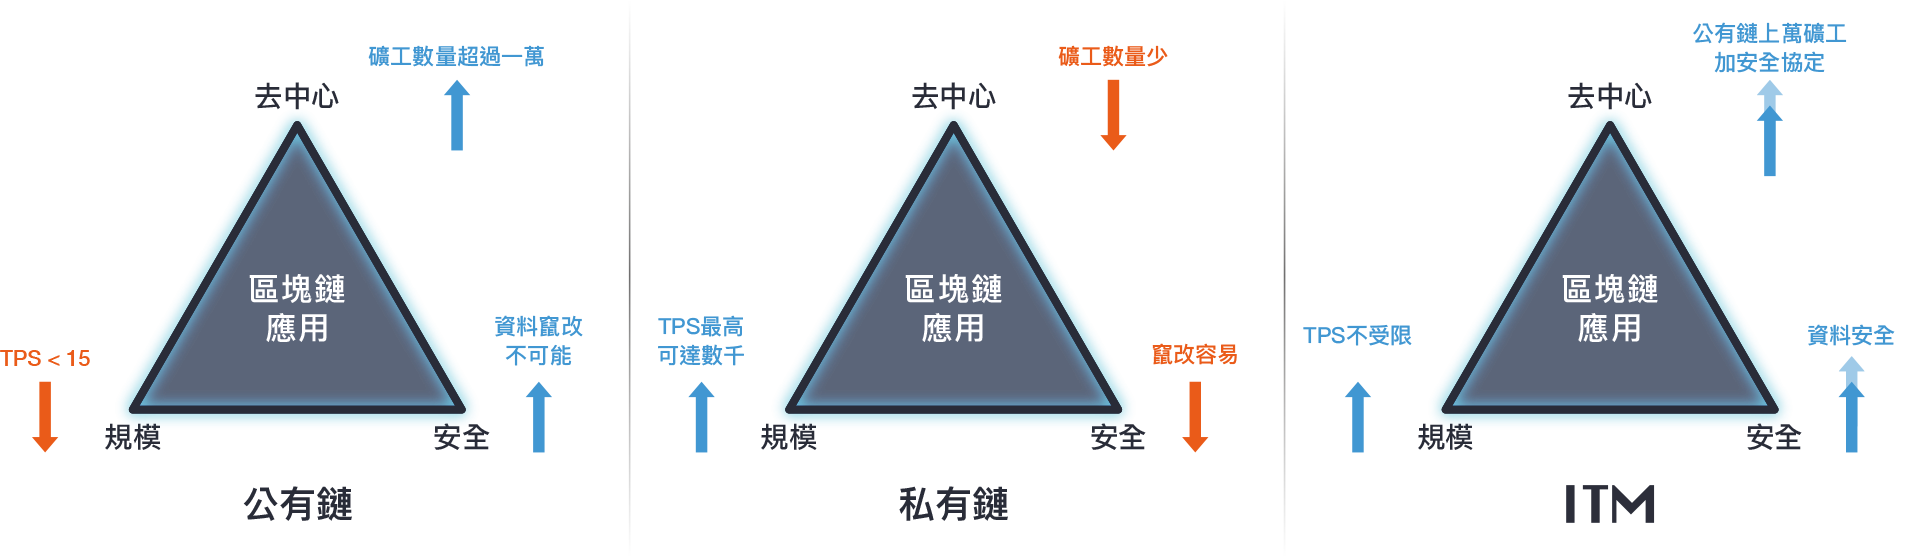 礦工數量超過一萬
去中心
區塊鏈
應用
資料竄改
不可能
TPS < 15
規模
安全
公有鏈
礦工數量少
去中心
區塊鏈
應用
TPS最高
可達數千
竄改容易
規模
安全
私有鏈
公有鏈上萬礦工
加安全協定
去中心
區塊鏈
應用
TPS不受限
資料安全
規模
安全
ITM